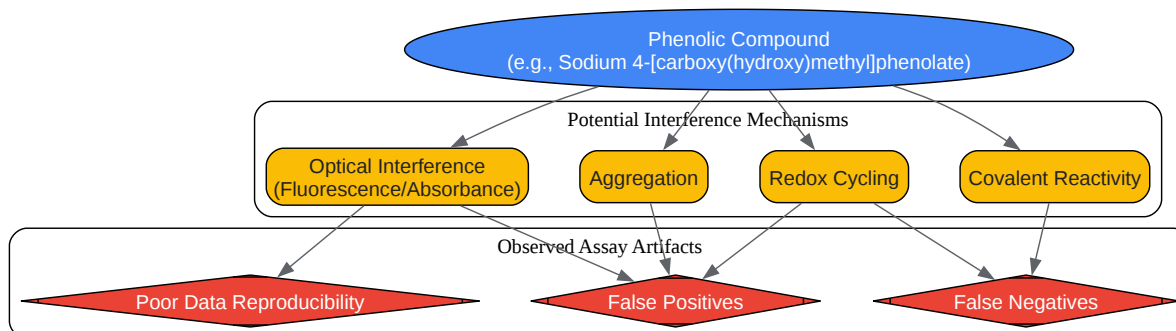 Phenolic Compound
(e.g., Sodium 4-[carboxy(hydroxy)methyl]phenolate)
Potential Interference Mechanisms
Optical Interference
(Fluorescence/Absorbance)
Aggregation
Redox Cycling
Covalent Reactivity
Observed Assay Artifacts
Poor Data Reproducibility
False Positives
False Negatives